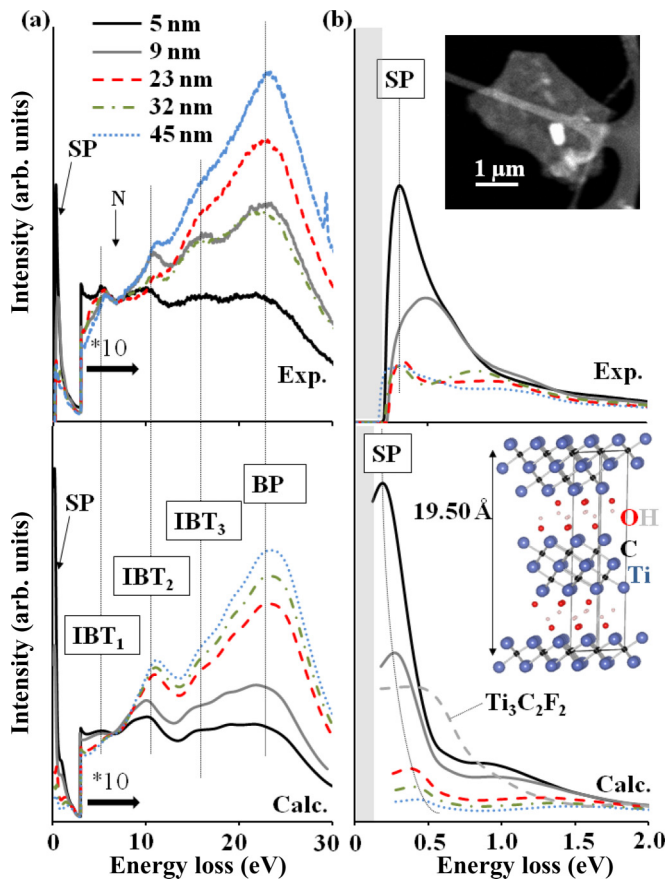 (a)
5 nm
9 nm
23 nm
32 nm
45 nm
SP
N
*10
Exp.
Intensity (arb. units)
(b)
SP
1 µm
Exp.
SP
BP
IBT3
IBT2
IBT1
*10
Calc.
Intensity (arb. units)
0
10
20
30
Energy loss (eV)
SP
19.50 Å
OH
C
Ti
Ti3C2F2
Calc.
0.0
0.5
1.0
1.5
2.0
Energy loss (eV)